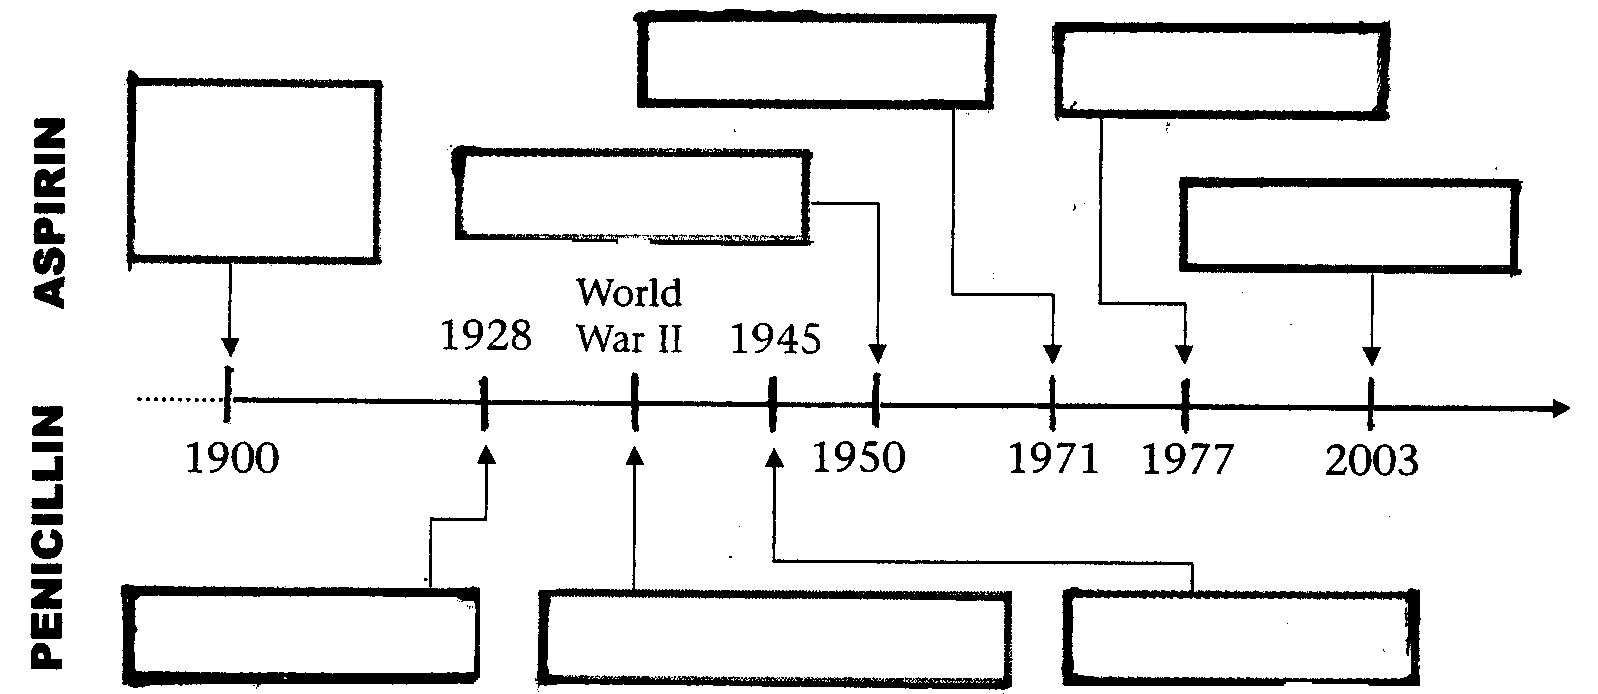 ASPIRIN
World
1928 War II 1945
1900 1950 1971 1977 2003
PENICILLIN